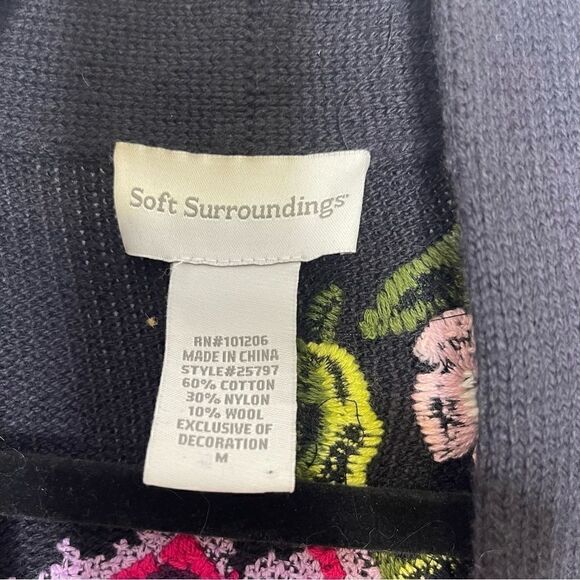 Soft Surroundings
RN#101206
MADE IN CHINA
STYLE#25797
60% COTTON
30% NYLON
10% WOOL
EXCLUSIVE OF
DECORATION
M